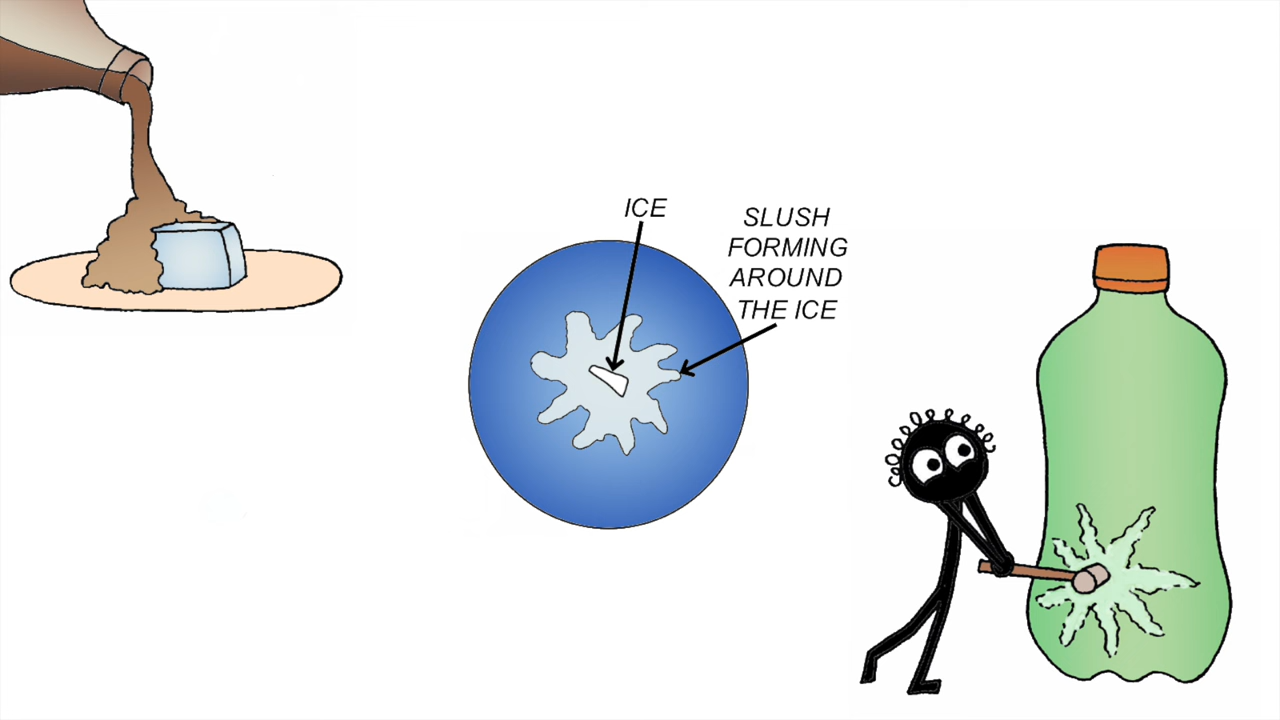 ICE
SLUSH
FORMING
AROUND
THE ICE